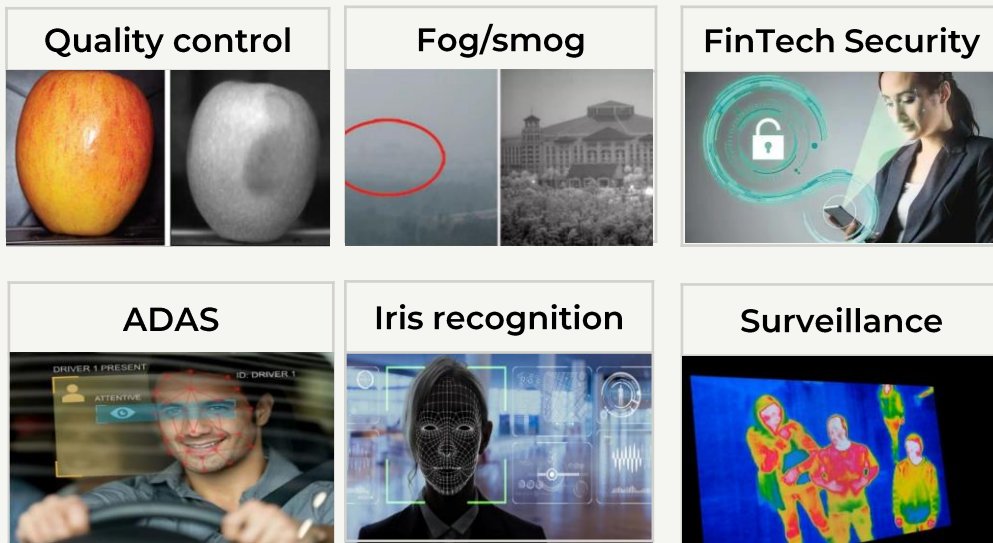 Quality control
Fog/smog
FinTech Security
ADAS
DRIVER 1 PRESENT
ID: DRIVER 1
ATTENTIVE
Iris recognition
Surveillance